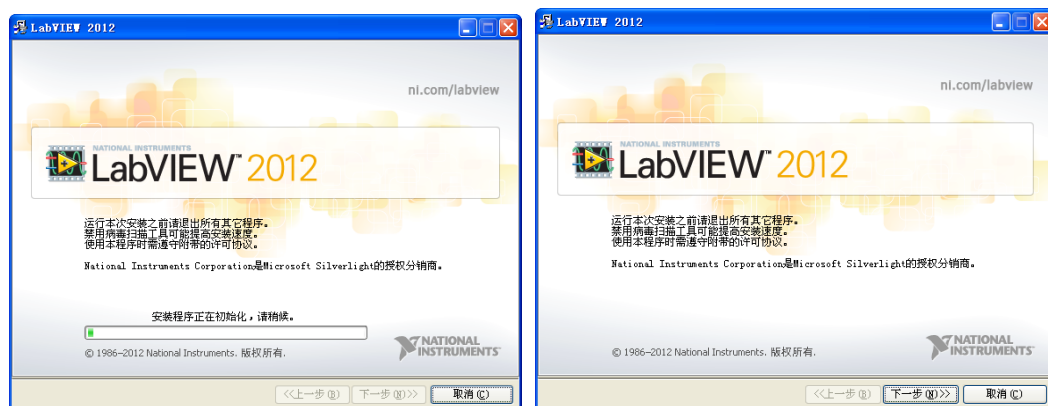 LabVIEW 2012
ni.com/labview
NATIONAL INSTRUMENTS
LabVIEW™ 2012
运行本次安装之前请退出所有其它程序。
禁用病毒扫描工具可能提高安装速度。
使用本程序时需遵守附带的许可协议。
National Instruments Corporation是Microsoft Silverlight的授权分销商。
安装程序正在初始化，请稍候。
© 1986–2012 National Instruments. 版权所有.
NATIONAL INSTRUMENTS™
<<上一步(B) 下一步(N)>> 取消(C)
LabVIEW 2012
ni.com/labview
NATIONAL INSTRUMENTS
LabVIEW™ 2012
运行本次安装之前请退出所有其它程序。
禁用病毒扫描工具可能提高安装速度。
使用本程序时需遵守附带的许可协议。
National Instruments Corporation是Microsoft Silverlight的授权分销商。
© 1986–2012 National Instruments. 版权所有.
NATIONAL INSTRUMENTS™
<<上一步(B) 下一步(N)>> 取消(C)